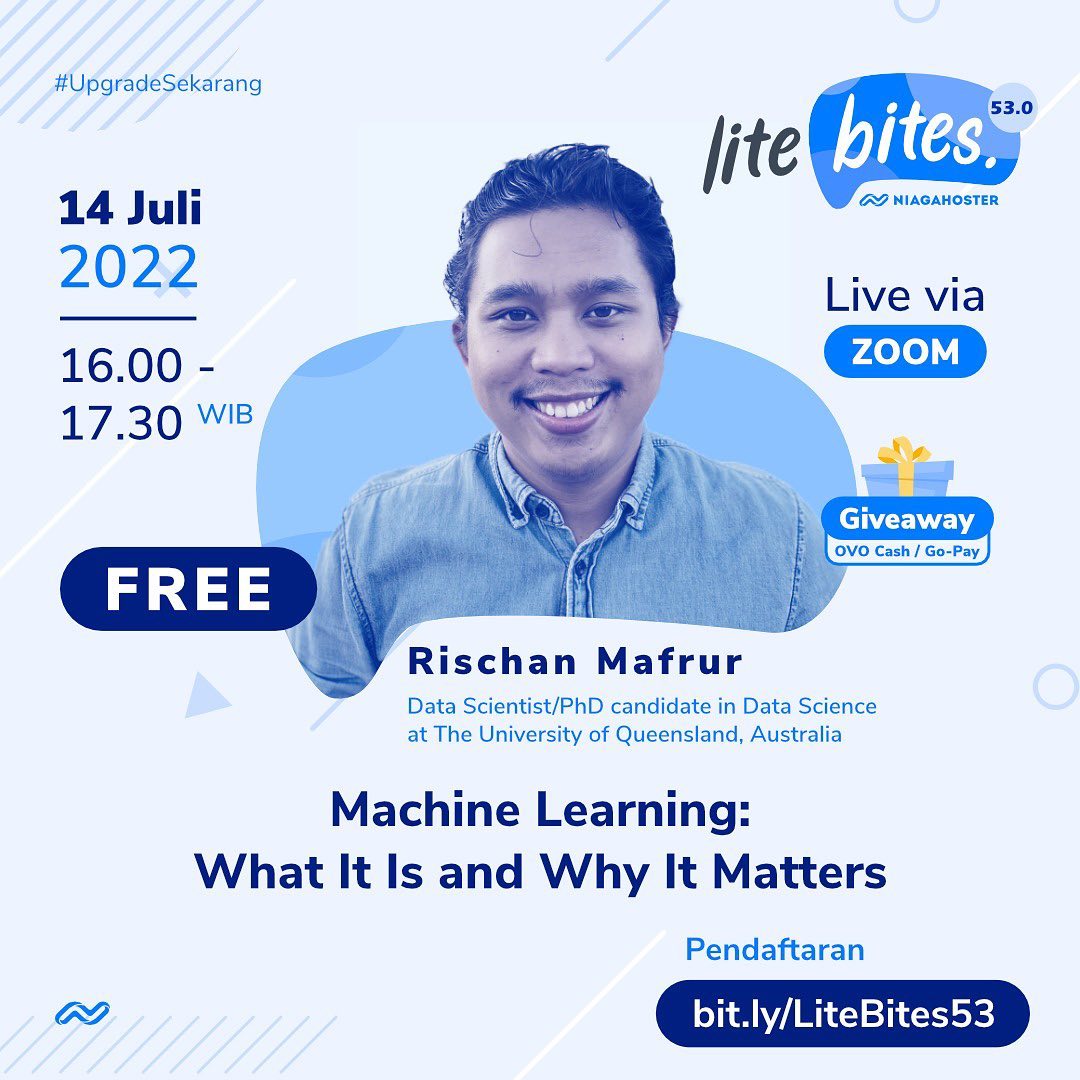 #UpgradeSekarang
lite bites. 53.0
NIAGAHOSTER
14 Juli
2022
16.00 -
17.30 WIB
Live via
ZOOM
Giveaway
OVO Cash / Go-Pay
FREE
Rischan Mafrur
Data Scientist/PhD candidate in Data Science
at The University of Queensland, Australia
Machine Learning:
What It Is and Why It Matters
Pendaftaran
bit.ly/LiteBites53